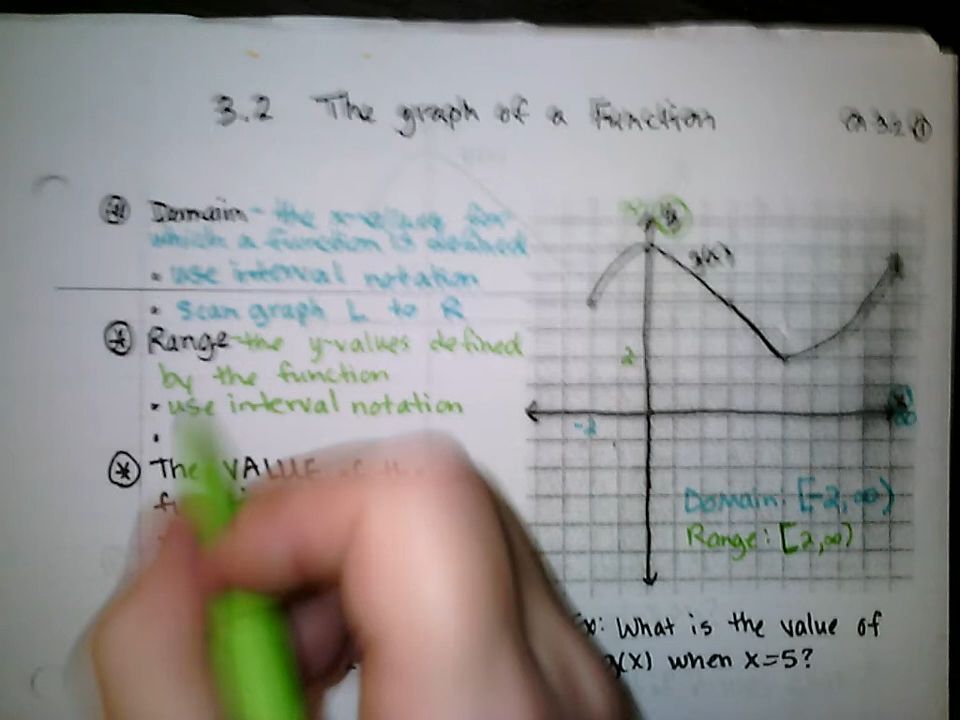 3.2 The graph of a Function
Ch 3.2 ①
Domain - the x-values for
which a function is defined
• use interval notation
• Scan graph L to R
Range - the y-values defined
by the function
• use interval notation
•
The VALUE
y
g(x)
2
-2
∞
Domain: [-2,∞)
Range: [2,∞)
Ex: What is the value of
g(x) when x=5?